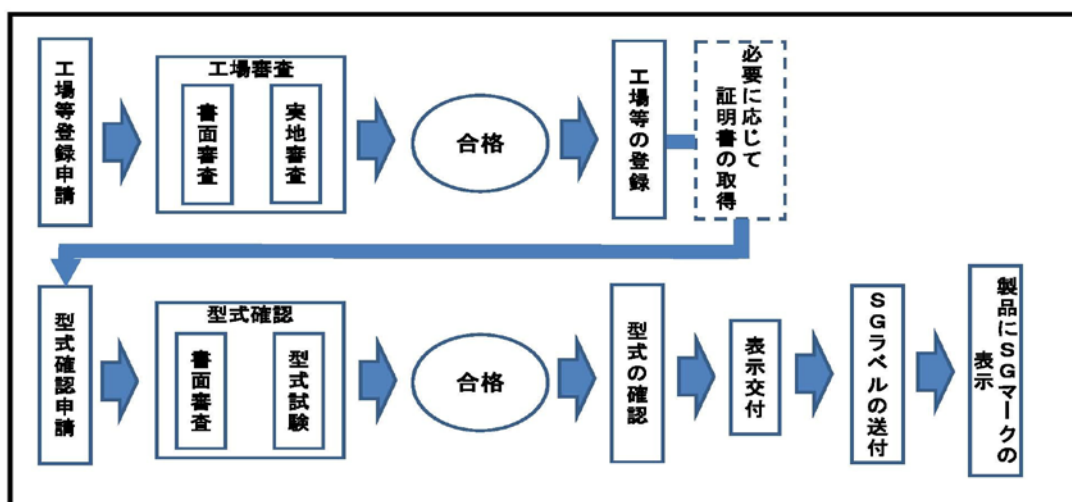 工場等登録申請
工場審査
書面審査
実地審査
合格
工場等の登録
必要に応じて
証明書の取得
型式確認申請
型式確認
書面審査
型式試験
合格
型式の確認
表示交付
SGラベルの送付
製品にSGマークの
表示